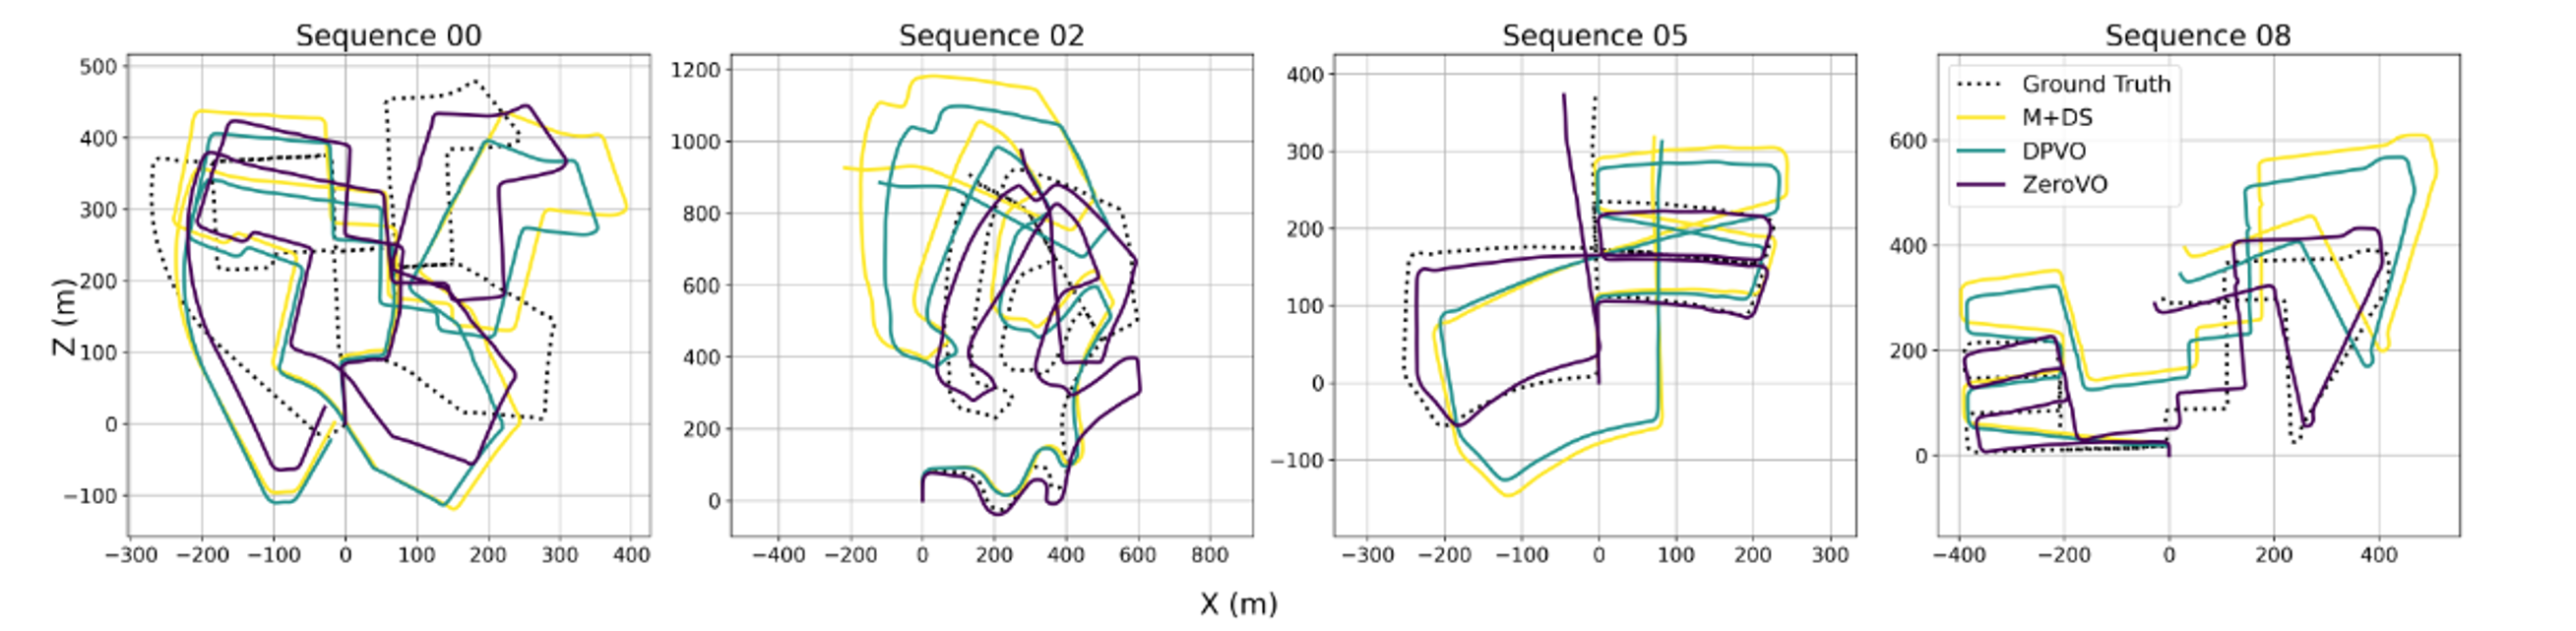 Sequence 00
Sequence 02
Sequence 05
Sequence 08
Z (m)
500
400
300
200
100
0
−100
−300 −200 −100 0 100 200 300 400
1200
1000
800
600
400
200
0
−400 −200 0 200 400 600 800
400
300
200
100
0
−100
−300 −200 −100 0 100 200 300
Ground Truth
M+DS
DPVO
ZeroVO
600
400
200
0
−400 −200 0 200 400
X (m)